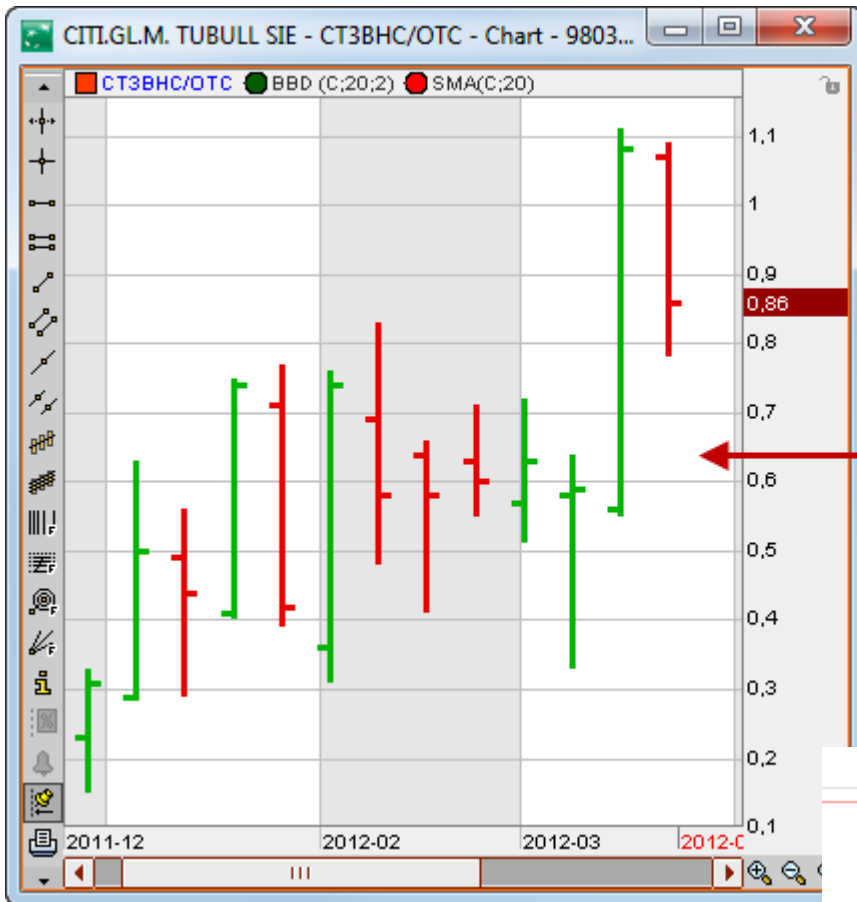 CITI.GL.M. TUBULL SIE - CT3BHC/OTC - Chart - 9803...
CT3BHC/OTC BBD (C;20;2) SMA(C;20)
1,1
1
0,9
0,86
0,8
0,7
0,6
0,5
0,4
0,3
0,2
0,1
F
F
F
F
%
2011-12 2012-02 2012-03